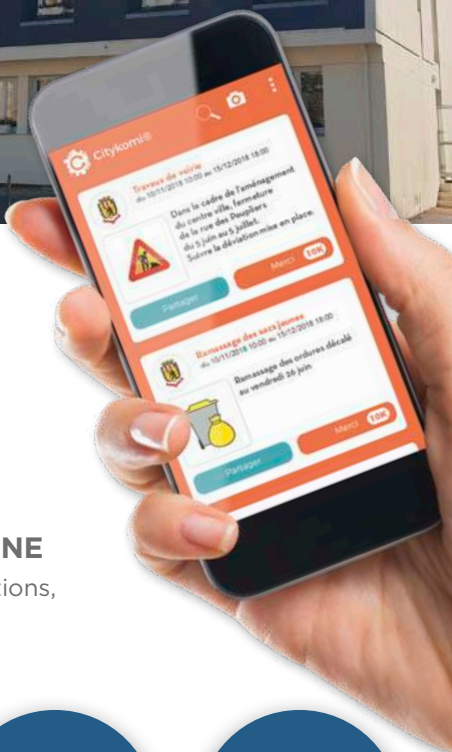 Citykomi®
Travaux de voirie
du 10/11/2018 10:00 au 15/12/2018 18:00
Dans le cadre de l'aménagement
du centre ville, fermeture
de la rue des Peupliers
du 5 juin au 5 juillet.
Suivre la déviation mise en place.
Partager
Merci 10K
Ramassage des sacs jaunes
du 10/11/2018 10:00 au 15/12/2018 18:00
Ramassage des ordures décalé
au vendredi 26 juin
Partager
Merci 10K
NE
tions,